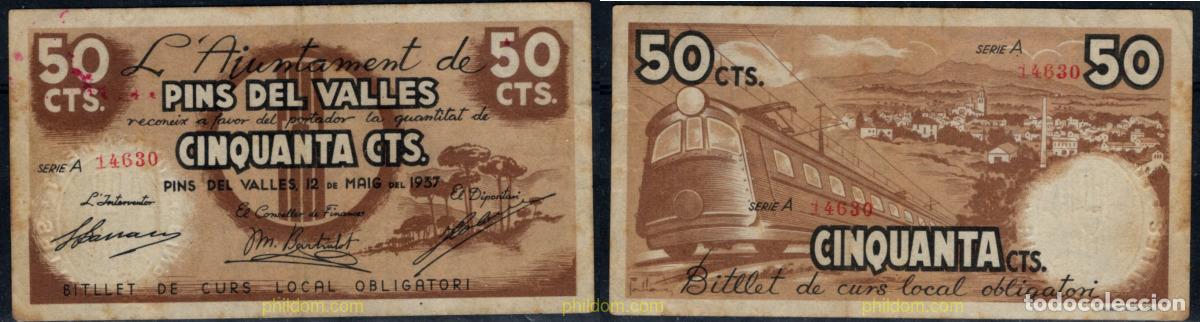 50 CTS.
L'Ajuntament de
50 CTS.
PINS DEL VALLES
reconeix a favor del portador la quantitat de
CINQUANTA CTS.
SERIE A 14630
PINS DEL VALLES, 12 DE MAIG DEL 1937
L'Interventor
El Conseller de Finances
El Dipositari
BITLLET DE CURS LOCAL OBLIGATORI
phildom.com
50 CTS.
SERIE A
14630
50
SERIE A 14630
CINQUANTA CTS.
Bitllet de curs local obligatori
phildom.com
todocoleccion